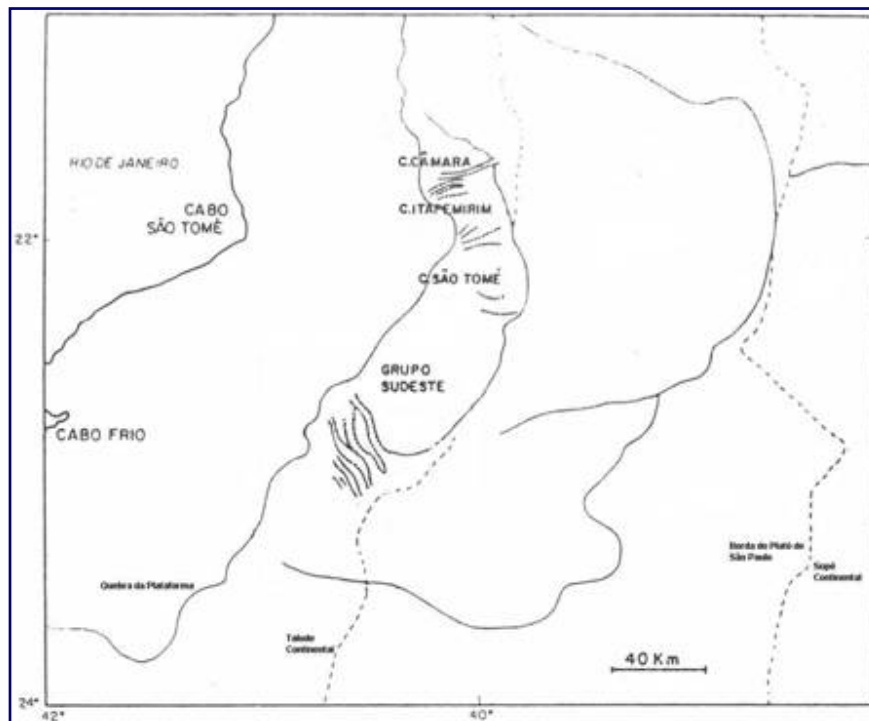 C.CÂMARA
RIO DE JANEIRO
C.ITAPEMIRIM
CABO
SÃO TOMÉ
22°
C.SÃO TOMÉ
GRUPO
SUDESTE
CABO FRIO
Borda do Platô de
São Paulo
Sopé
Continental
Quebra da Plataforma
Talude
Continental
40 Km
24°
42°
40°